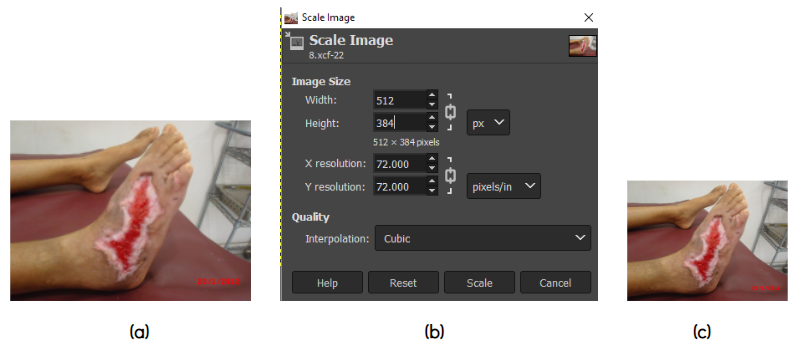 Scale Image
Scale Image
8.xcf-22
Image Size
Width: 512
Height: 384 px
512 × 384 pixels
X resolution: 72.000
Y resolution: 72.000 pixels/in
Quality
Interpolation: Cubic
Help Reset Scale Cancel
(a) (b) (c)